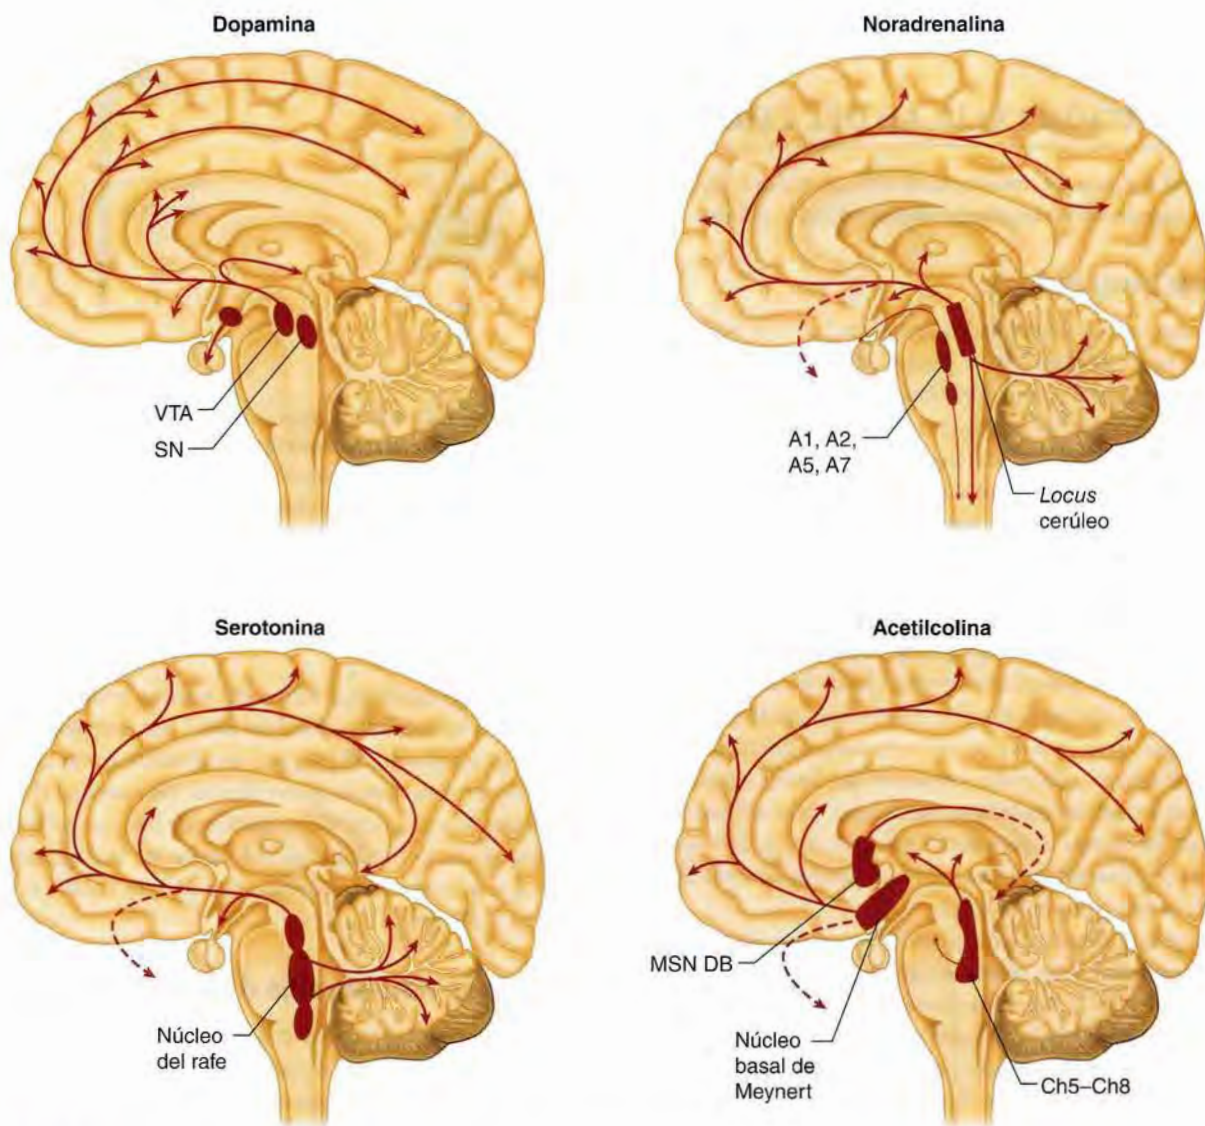 Dopamina
VTA
SN
Noradrenalina
A1, A2,
A5, A7
Locus
cerúleo
Serotonina
Núcleo
del rafe
Acetilcolina
MSN DB
Núcleo
basal de
Meynert
Ch5–Ch8